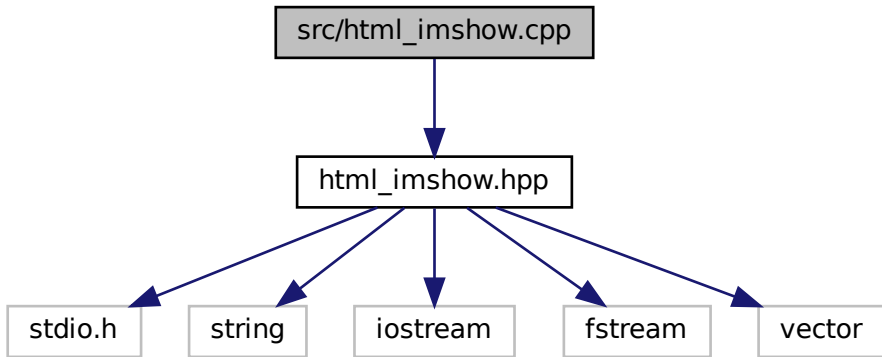 src/html_imshow.cpp
html_imshow.hpp
stdio.h
string
iostream
fstream
vector